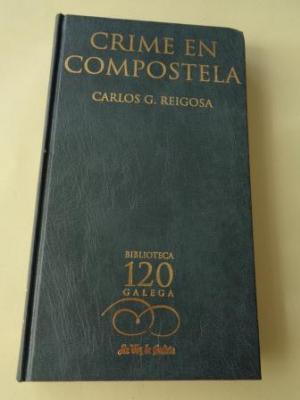 CRIME EN
COMPOSTELA
CARLOS G. REIGOSA
BIBLIOTECA
120
GALEGA
La Voz de Galicia